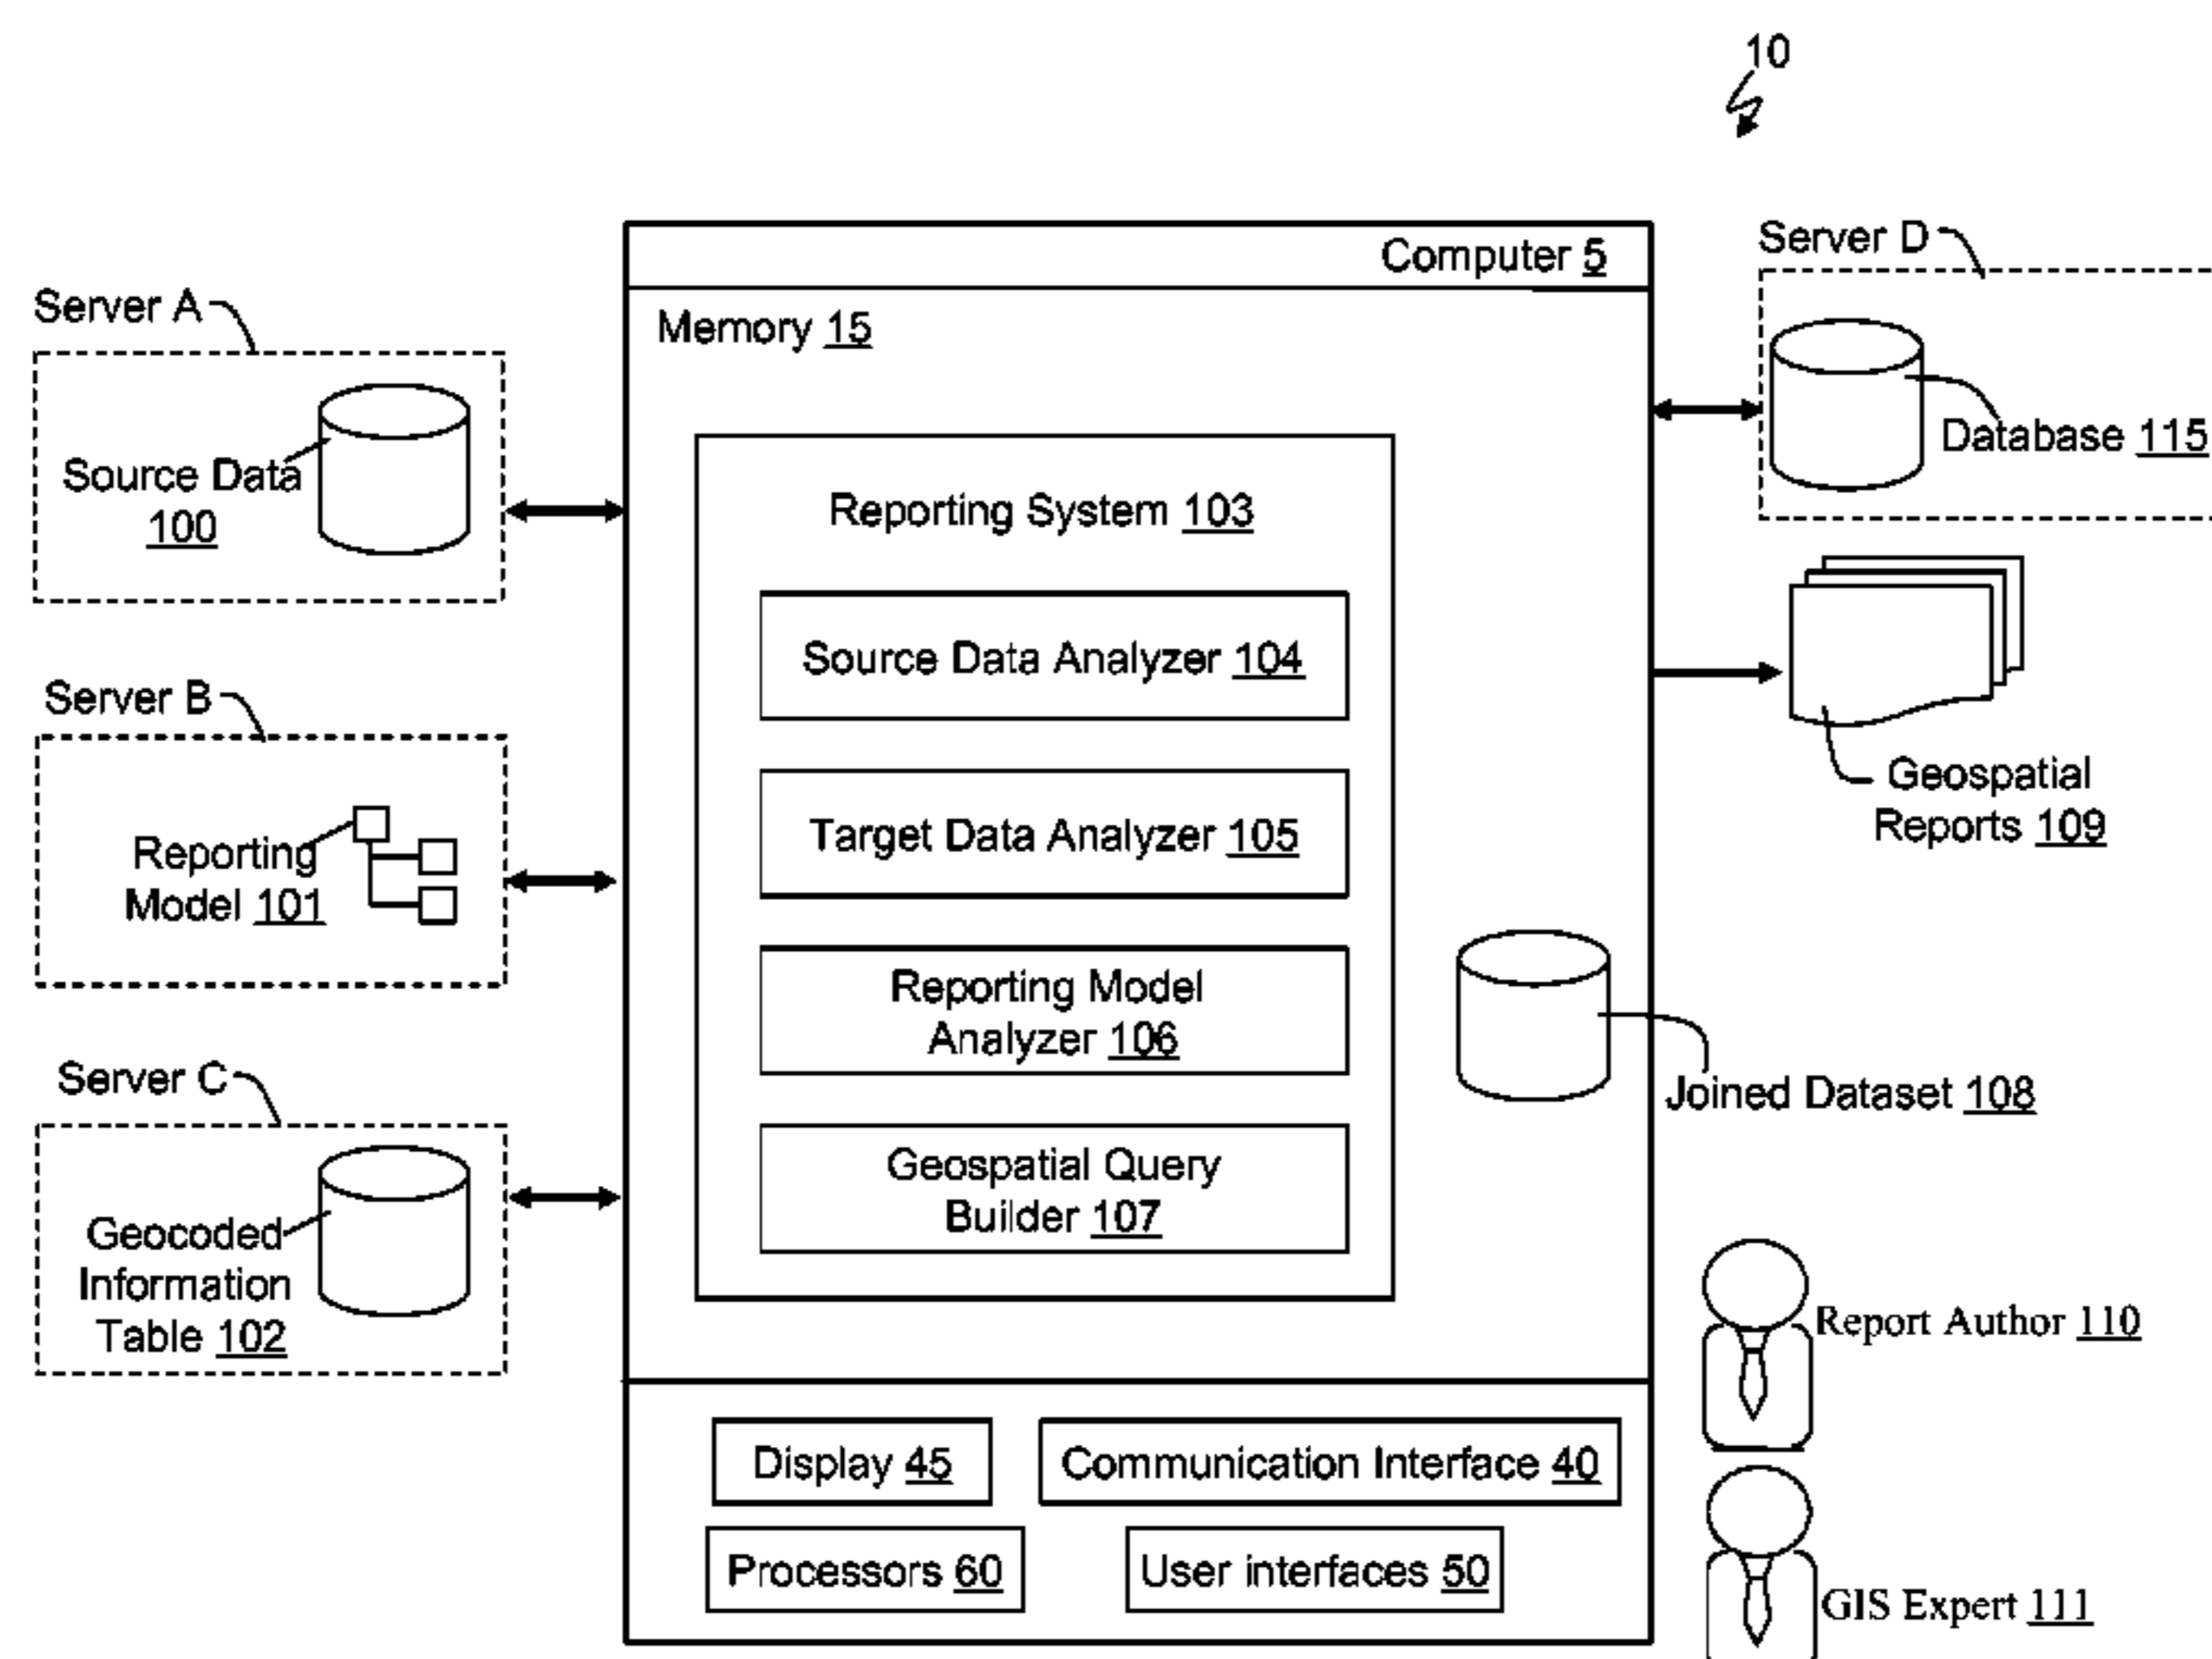 10
Computer 5
Memory 15
Server A
Source Data
100
Server B
Reporting
Model 101
Server C
Geocoded
Information
Table 102
Reporting System 103
Source Data Analyzer 104
Target Data Analyzer 105
Reporting Model
Analyzer 106
Geospatial Query
Builder 107
Server D
Database 115
Geospatial
Reports 109
Joined Dataset 108
Report Author 110
GIS Expert 111
Display 45
Communication Interface 40
Processors 60
User interfaces 50